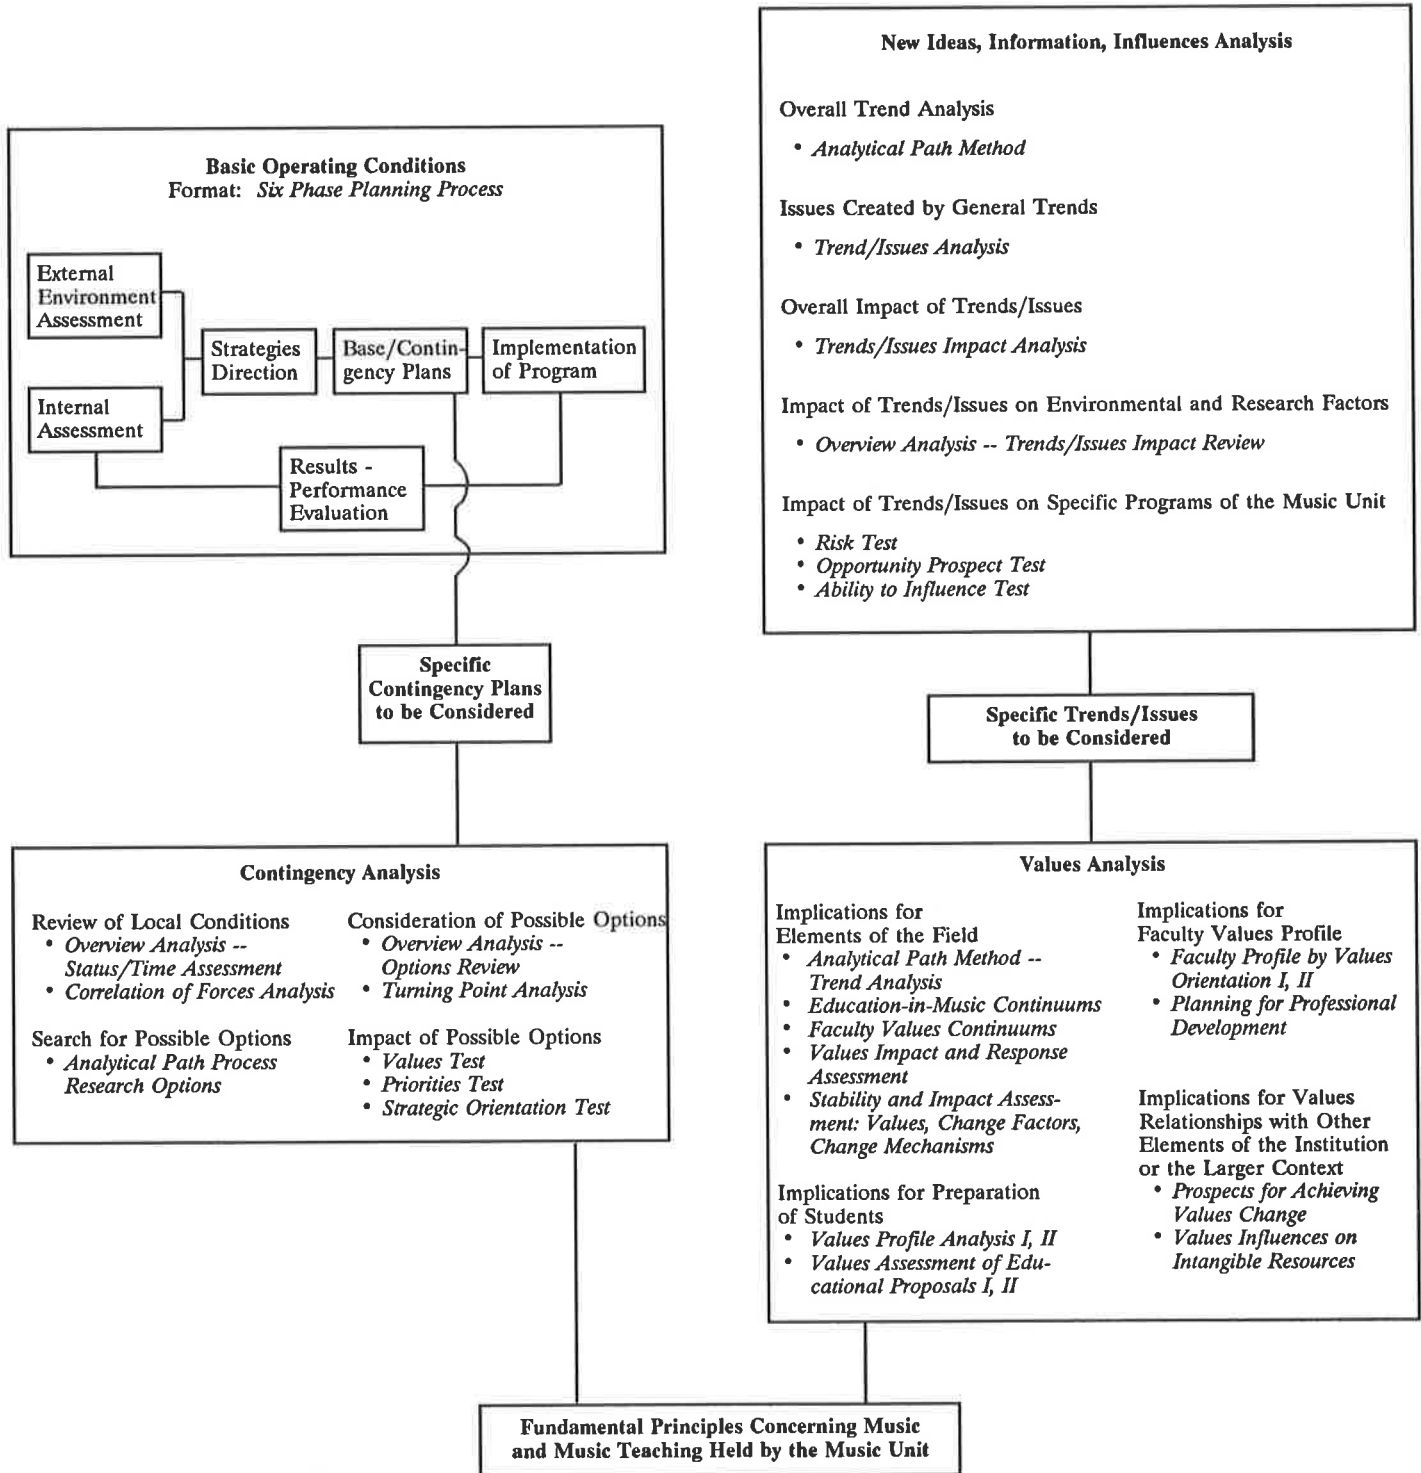 Basic Operating Conditions
Format: Six Phase Planning Process
External
Environment
Assessment
Internal
Assessment
Strategies
Direction
Base/Contin-
gency Plans
Implementation
of Program
Results -
Performance
Evaluation
New Ideas, Information, Influences Analysis
Overall Trend Analysis
• Analytical Path Method
Issues Created by General Trends
• Trend/Issues Analysis
Overall Impact of Trends/Issues
• Trends/Issues Impact Analysis
Impact of Trends/Issues on Environmental and Research Factors
• Overview Analysis -- Trends/Issues Impact Review
Impact of Trends/Issues on Specific Programs of the Music Unit
• Risk Test
• Opportunity Prospect Test
• Ability to Influence Test
Specific
Contingency Plans
to be Considered
Specific Trends/Issues
to be Considered
Contingency Analysis
Review of Local Conditions
• Overview Analysis --
Status/Time Assessment
• Correlation of Forces Analysis
Search for Possible Options
• Analytical Path Process
Research Options
Consideration of Possible Options
• Overview Analysis --
Options Review
• Turning Point Analysis
Impact of Possible Options
• Values Test
• Priorities Test
• Strategic Orientation Test
Values Analysis
Implications for
Elements of the Field
• Analytical Path Method --
Trend Analysis
• Education-in-Music Continuums
• Faculty Values Continuums
• Values Impact and Response
Assessment
• Stability and Impact Assess-
ment: Values, Change Factors,
Change Mechanisms
Implications for Preparation
of Students
• Values Profile Analysis I, II
• Values Assessment of Edu-
cational Proposals I, II
Implications for
Faculty Values Profile
• Faculty Profile by Values
Orientation I, II
• Planning for Professional
Development
Implications for Values
Relationships with Other
Elements of the Institution
or the Larger Context
• Prospects for Achieving
Values Change
• Values Influences on
Intangible Resources
Fundamental Principles Concerning Music
and Music Teaching Held by the Music Unit